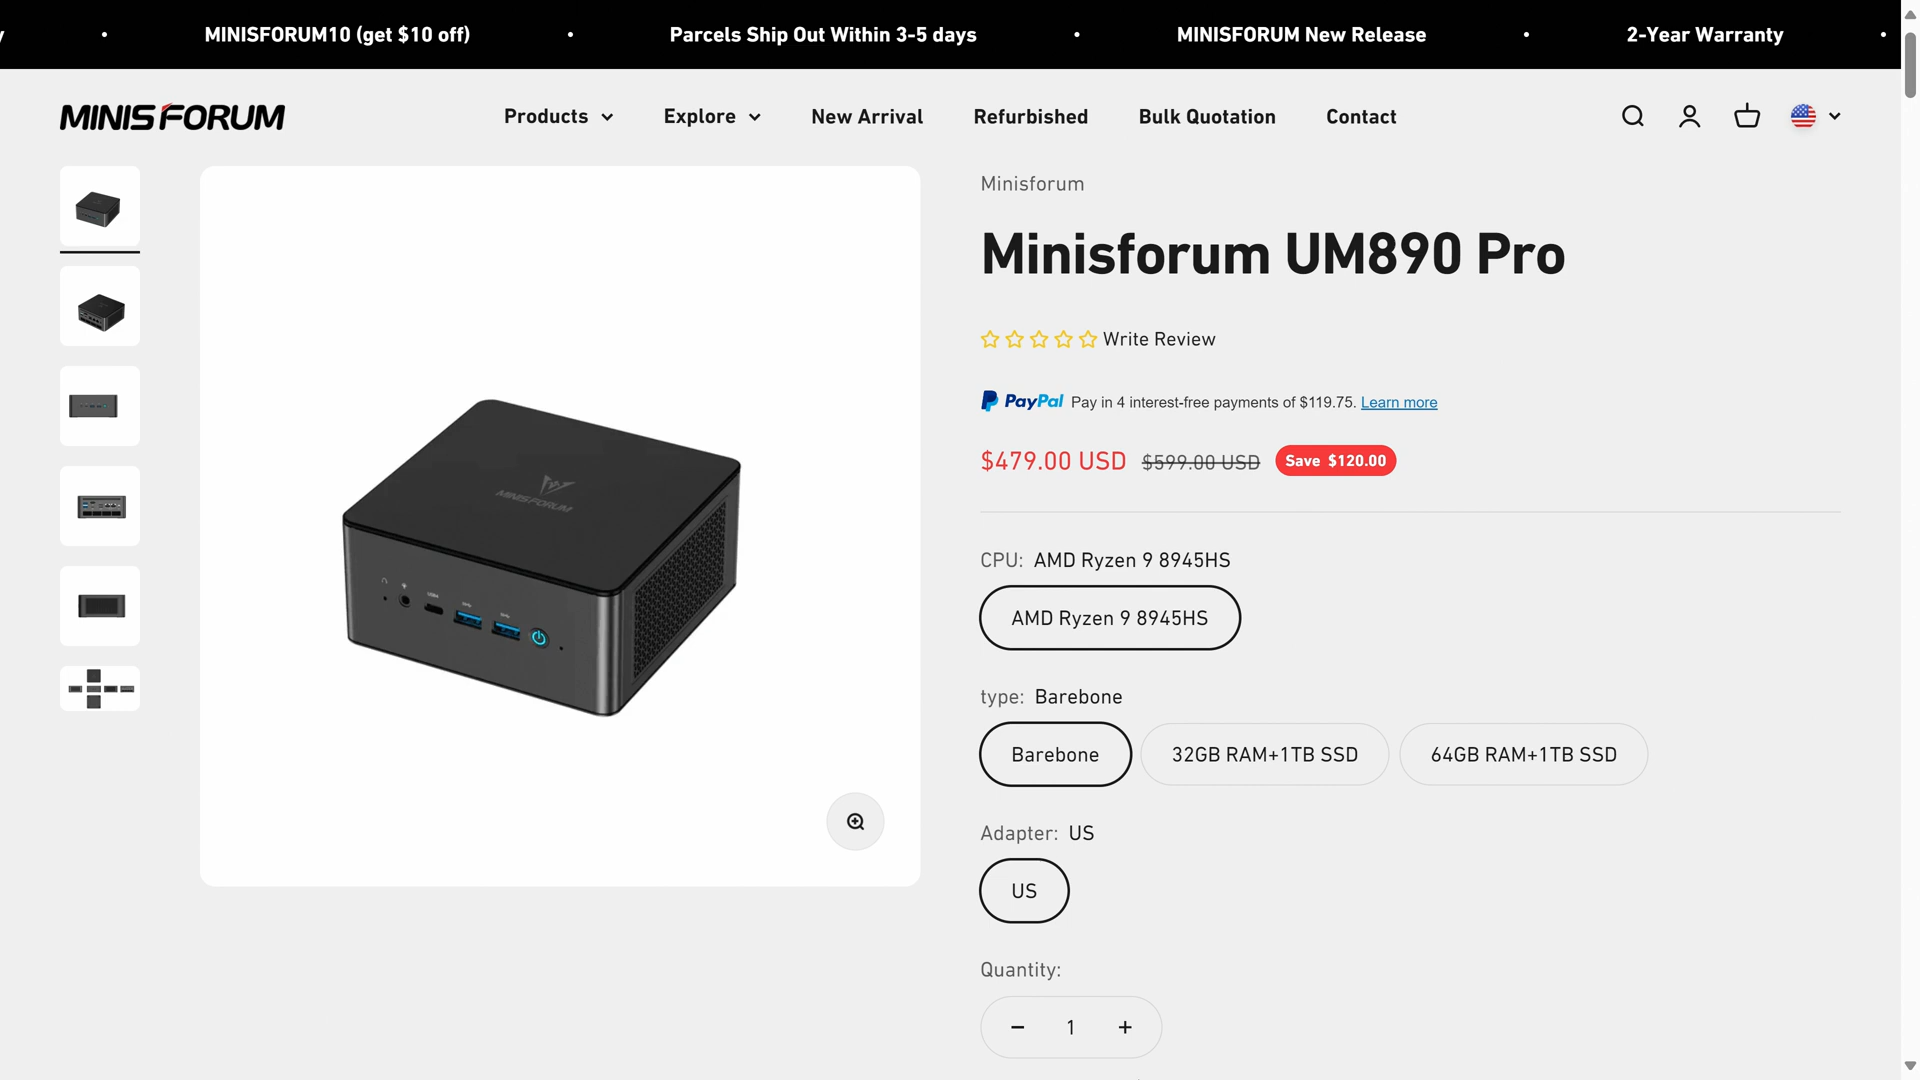 MINISFORUM10 (get $10 off)
Parcels Ship Out Within 3-5 days
MINISFORUM New Release
2-Year Warranty
MINISFORUM
Products
Explore
New Arrival
Refurbished
Bulk Quotation
Contact
Minisforum
Minisforum UM890 Pro
Write Review
PayPal Pay in 4 interest-free payments of $119.75. Learn more
$479.00 USD $599.00 USD Save $120.00
CPU: AMD Ryzen 9 8945HS
AMD Ryzen 9 8945HS
type: Barebone
Barebone
32GB RAM+1TB SSD
64GB RAM+1TB SSD
Adapter: US
US
Quantity:
1
MINISFORUM
USB4